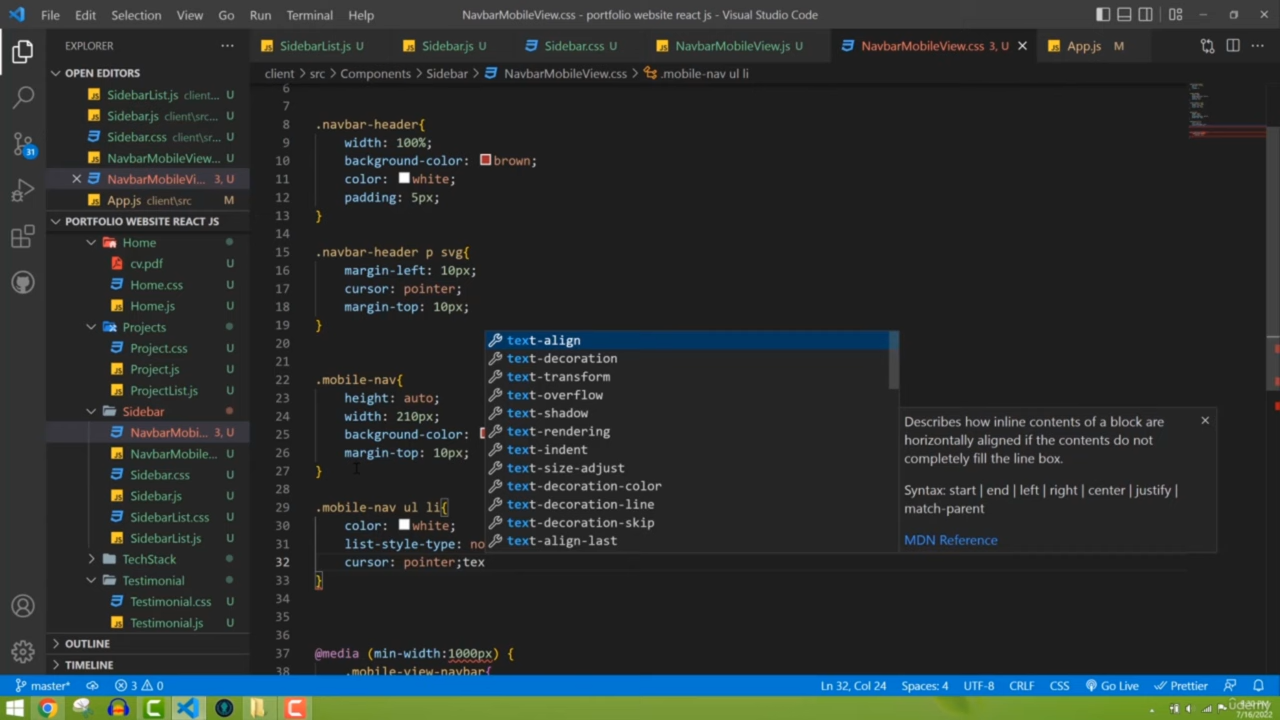 File Edit Selection View Go Run Terminal Help
NavbarMobileView.css - portfolio website react js - Visual Studio Code
EXPLORER
SidebarList.js U
Sidebar.js U
Sidebar.css U
NavbarMobileView.js U
NavbarMobileView.css 3, U
App.js M
OPEN EDITORS
client > src > Components > Sidebar > NavbarMobileView.css > .mobile-nav ul li
SidebarList.js client... U
Sidebar.js client\src... U
Sidebar.css client\sr... U
NavbarMobileView... U
NavbarMobileVi... 3, U
App.js client\src M
PORTFOLIO WEBSITE REACT JS
Home
cv.pdf U
Home.css U
Home.js U
Projects
Project.css U
Project.js U
ProjectList.js U
Sidebar
NavbarMobi... 3, U
NavbarMobile... U
Sidebar.css U
Sidebar.js U
SidebarList.css U
SidebarList.js U
TechStack
Testimonial
Testimonial.css U
Testimonial.js U
OUTLINE
TIMELINE
31
6
7
8 .navbar-header{
9 width: 100%;
10 background-color: brown;
11 color: white;
12 padding: 5px;
13 }
14
15 .navbar-header p svg{
16 margin-left: 10px;
17 cursor: pointer;
18 margin-top: 10px;
19 }
20
21
22 .mobile-nav{
23 height: auto;
24 width: 210px;
25 background-color:
26 margin-top: 10px;
27 }
28
29 .mobile-nav ul li{
30 color: white;
31 list-style-type: no
32 cursor: pointer;tex
33 }
34
35
36
37 @media (min-width:1000px) {
38 .mobile-view-navbar{
text-align
text-decoration
text-transform
text-overflow
text-shadow
text-rendering
text-indent
text-size-adjust
text-decoration-color
text-decoration-line
text-decoration-skip
text-align-last
Describes how inline contents of a block are
horizontally aligned if the contents do not
completely fill the line box.
Syntax: start | end | left | right | center | justify |
match-parent
MDN Reference
master* 3 0
Ln 32, Col 24 Spaces: 4 UTF-8 CRLF CSS Go Live Prettier
7/16/2022
udemy